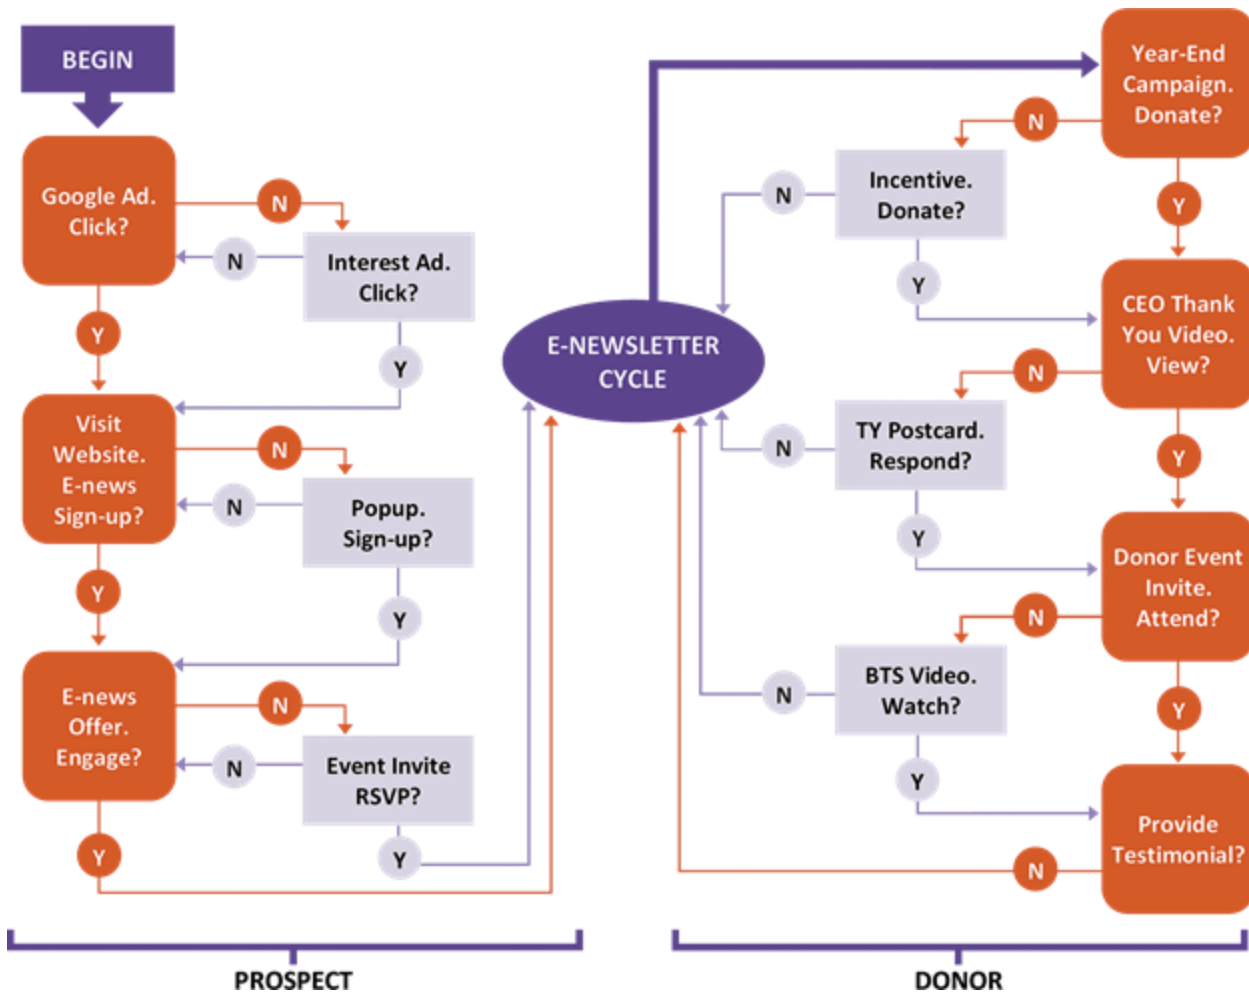 BEGIN
Google Ad.
Click?
N
N
Interest Ad.
Click?
Y
Y
Visit
Website.
E-news
Sign-up?
N
N
Popup.
Sign-up?
Y
Y
E-news
Offer.
Engage?
N
N
Event Invite
RSVP?
Y
Y
E-NEWSLETTER
CYCLE
Year-End
Campaign.
Donate?
N
Incentive.
Donate?
N
Y
Y
CEO Thank
You Video.
View?
N
TY Postcard.
Respond?
N
Y
Y
Donor Event
Invite.
Attend?
N
BTS Video.
Watch?
N
Y
Y
Provide
Testimonial?
N
PROSPECT
DONOR